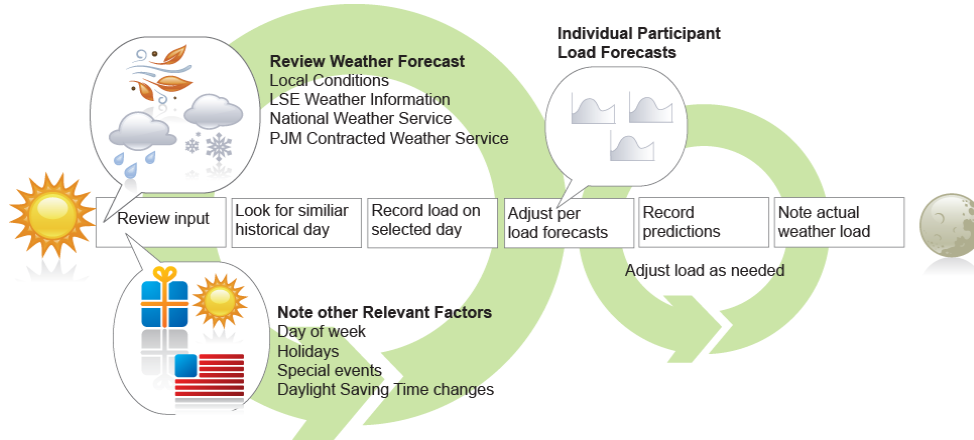 Review Weather Forecast
Local Conditions
LSE Weather Information
National Weather Service
PJM Contracted Weather Service
Individual Participant
Load Forecasts
Review input
Look for similiar
historical day
Record load on
selected day
Adjust per
load forecasts
Record
predictions
Note actual
weather load
Adjust load as needed
Note other Relevant Factors
Day of week
Holidays
Special events
Daylight Saving Time changes